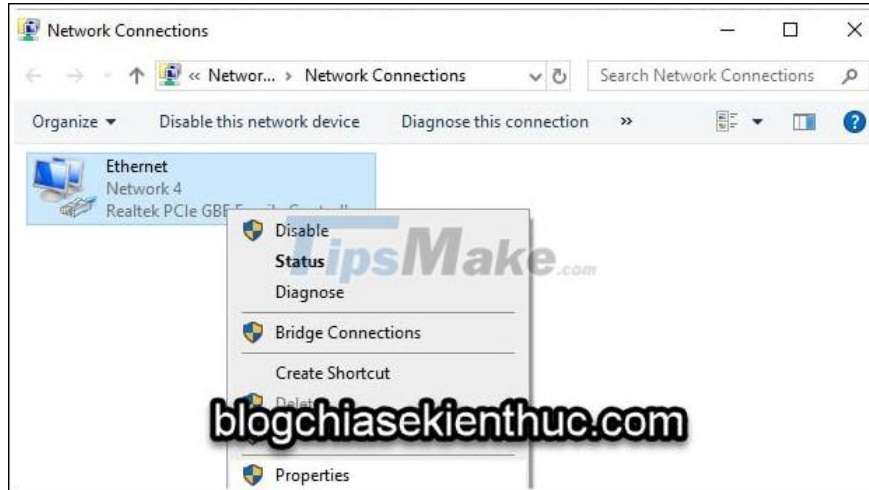 Network Connections
« Networ... › Network Connections
Search Network Connections
Organize
Disable this network device
Diagnose this connection
»
?
Ethernet
Network 4
Realtek PCIe GBE
Disable
Status
TipsMake.com
Diagnose
Bridge Connections
Create Shortcut
Delete
blogchiasekienthuc.com
Properties